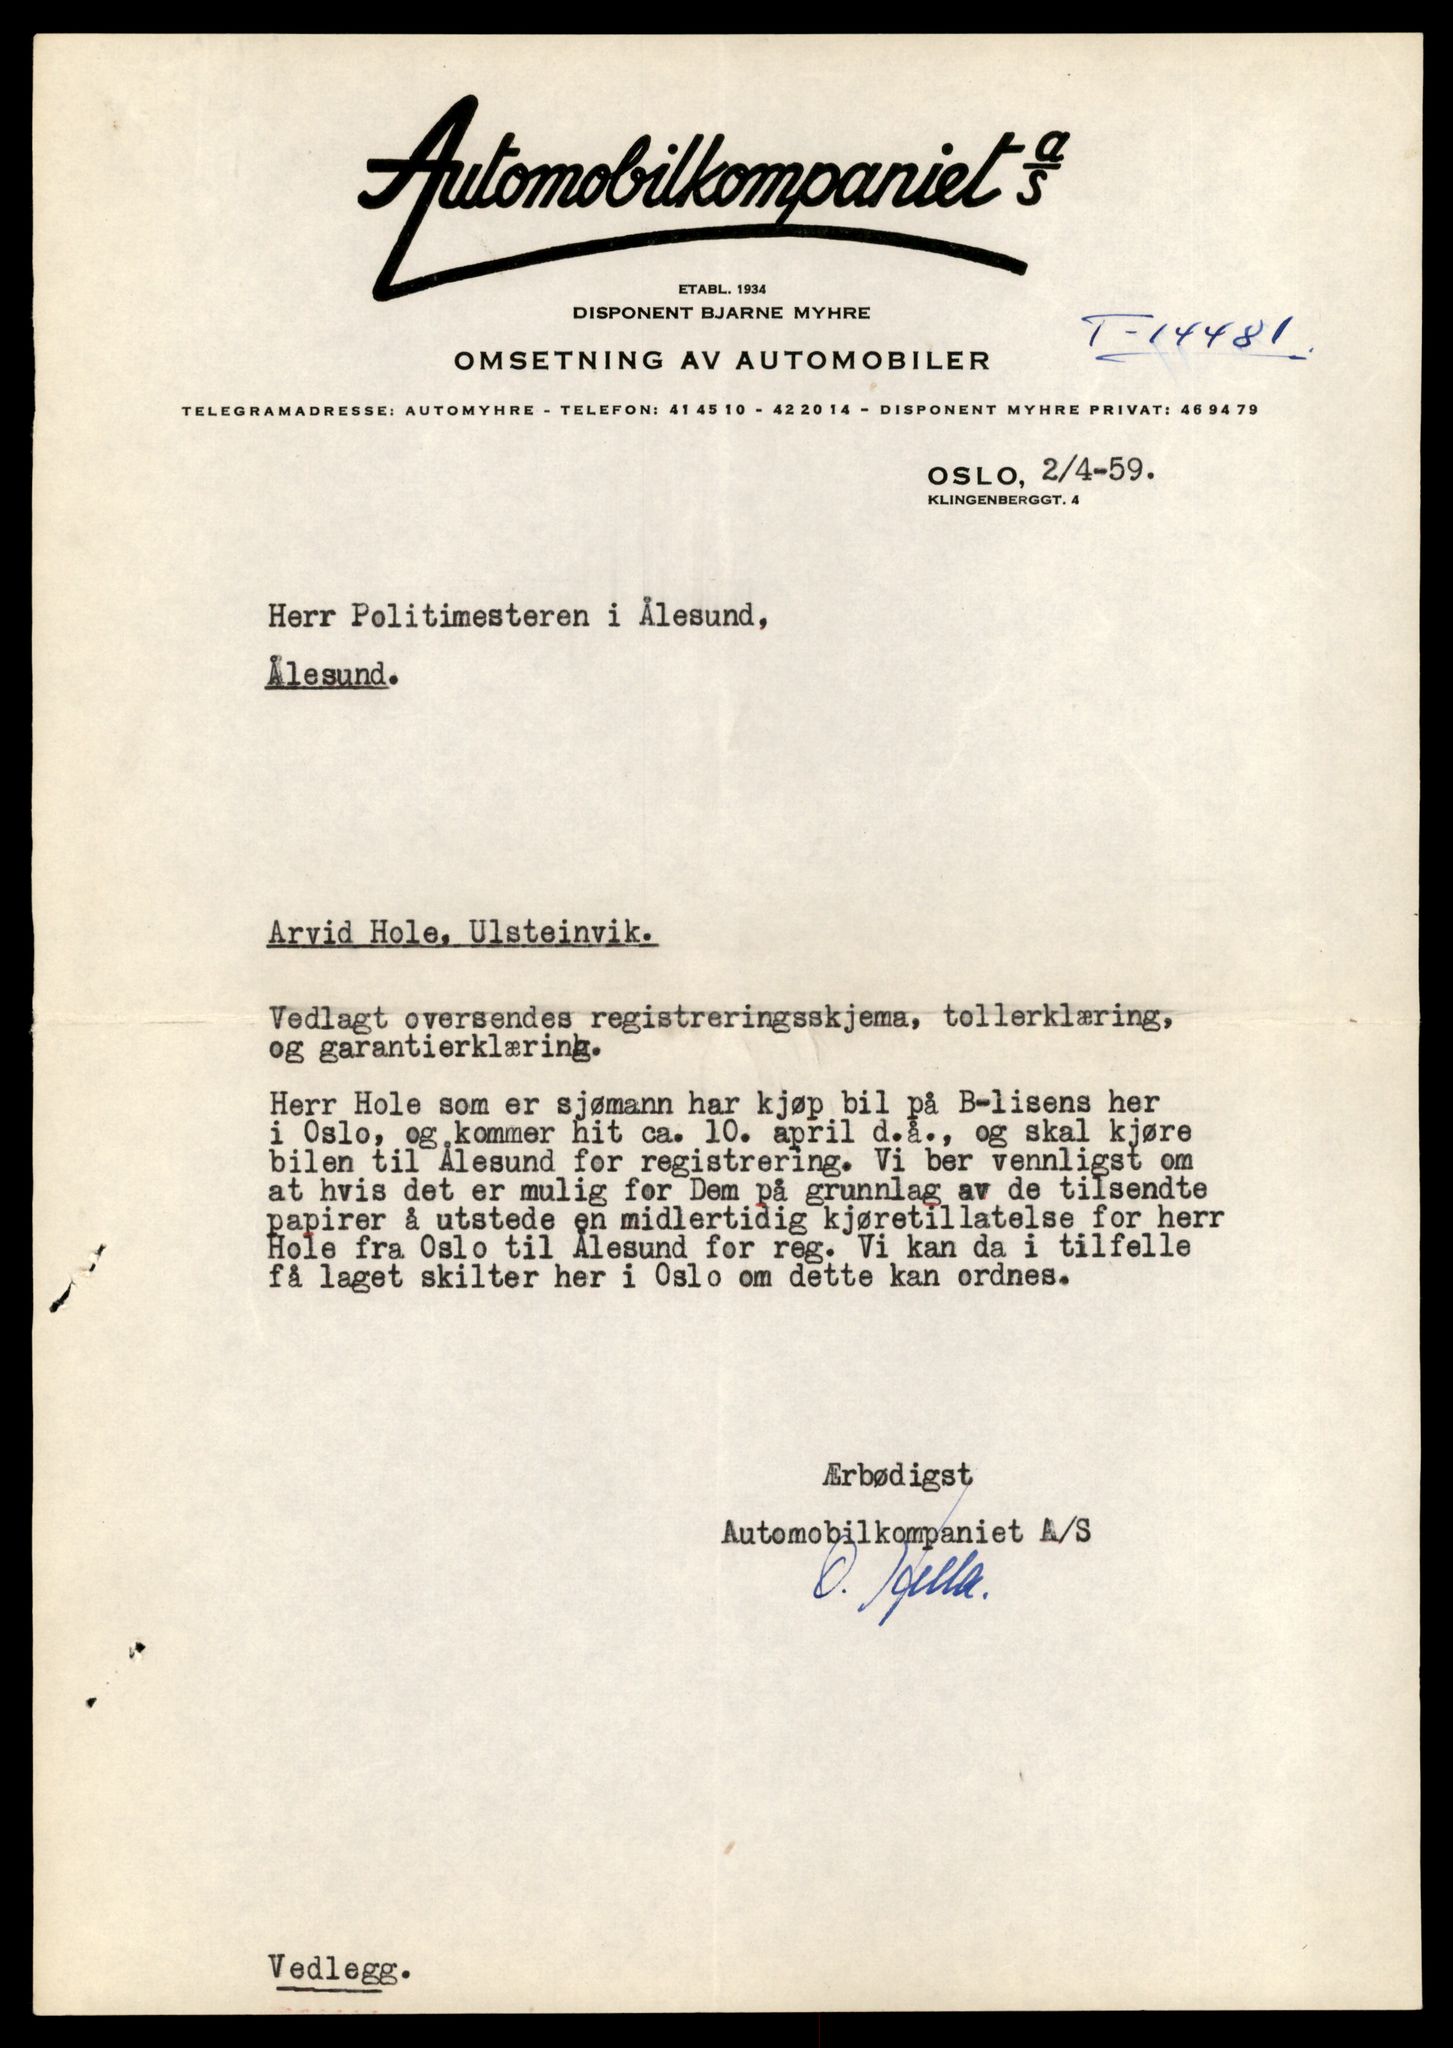 Automobilkompaniet a/s
ETABL. 1934
DISPONENT BJARNE MYHRE
T-14481.
OMSETNING AV AUTOMOBILER
TELEGRAMADRESSE: AUTOMYHRE - TELEFON: 41 45 10 - 42 20 14 - DISPONENT MYHRE PRIVAT: 46 94 79
OSLO, 2/4-59.
KLINGENBERGGT. 4
Herr Politimesteren i Ålesund,
Ålesund.
Arvid Hole, Ulsteinvik.
Vedlagt oversendes registreringsskjema, tollerklæring,
og garantierklæring.
Herr Hole som er sjømann har kjøp bil på B-lisens her
i Oslo, og kommer hit ca. 10. april d.å., og skal kjøre
bilen til Ålesund for registrering. Vi ber vennligst om
at hvis det er mulig for Dem på grunnlag av de tilsendte
papirer å utstede en midlertidig kjøretillatelse for herr
Hole fra Oslo til Ålesund for reg. Vi kan da i tilfelle
få laget skilter her i Oslo om dette kan ordnes.
Ærbødigst
Automobilkompaniet A/S
O.
Vedlegg.